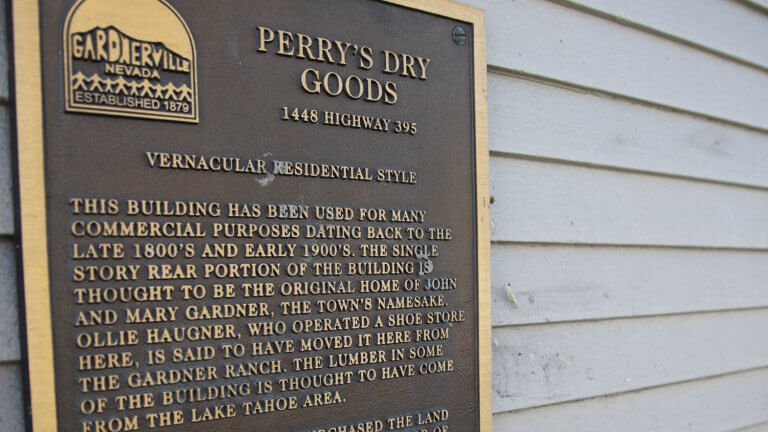 GARDNERVILLE
NEVADA
ESTABLISHED 1879
PERRY'S DRY
GOODS
1448 HIGHWAY 395
VERNACULAR RESIDENTIAL STYLE
THIS BUILDING HAS BEEN USED FOR MANY
COMMERCIAL PURPOSES DATING BACK TO THE
LATE 1800'S AND EARLY 1900'S. THE SINGLE
STORY REAR PORTION OF THE BUILDING IS
THOUGHT TO BE THE ORIGINAL HOME OF JOHN
AND MARY GARDNER, THE TOWN'S NAMESAKE.
OLLIE HAUGNER, WHO OPERATED A SHOE STORE
HERE, IS SAID TO HAVE MOVED IT HERE FROM
THE GARDNER RANCH. THE LUMBER IN SOME
OF THE BUILDING IS THOUGHT TO HAVE COME
FROM THE LAKE TAHOE AREA.
PURCHASED THE LAND
OF